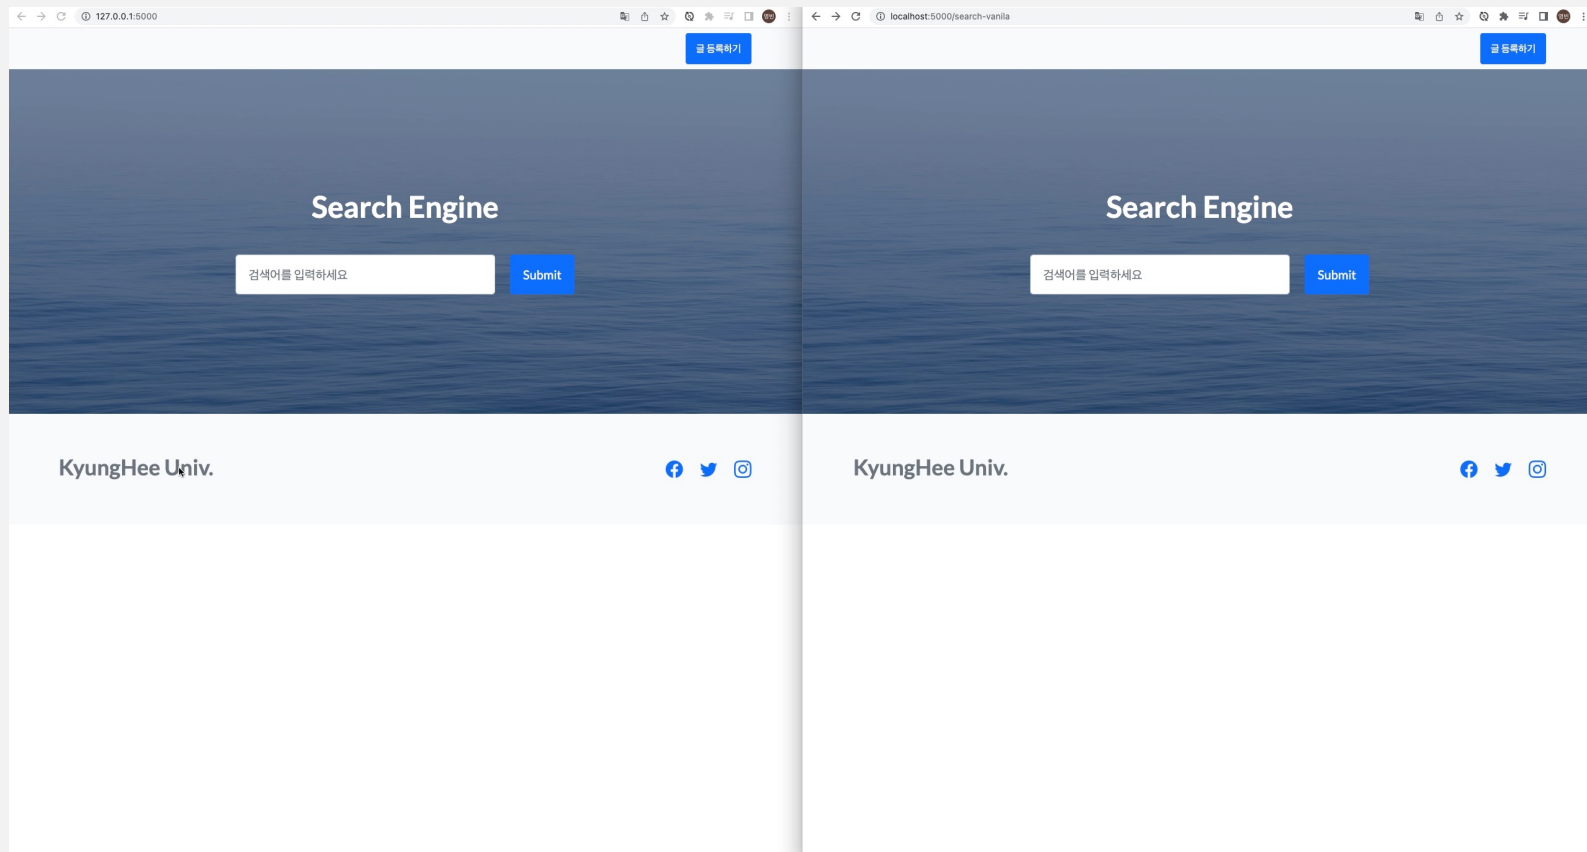 127.0.0.1:5000
글 등록하기
Search Engine
검색어를 입력하세요
Submit
KyungHee Univ.
localhost:5000/search-vanila
글 등록하기
Search Engine
검색어를 입력하세요
Submit
KyungHee Univ.